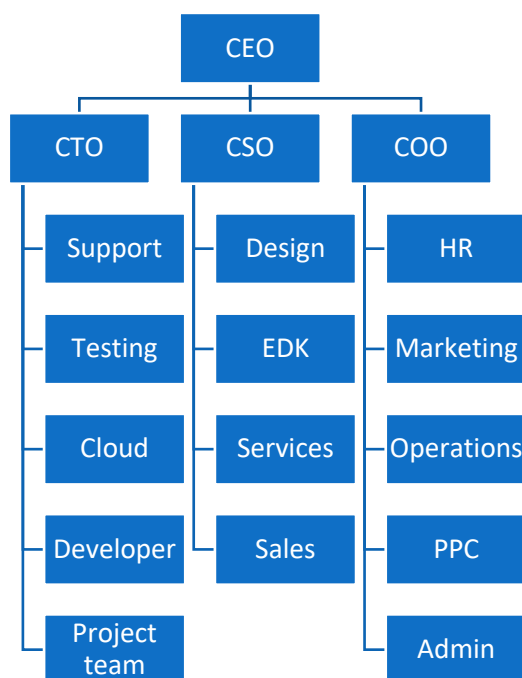 CEO
CTO
CSO
COO
Support
Design
HR
Testing
EDK
Marketing
Cloud
Services
Operations
Developer
Sales
PPC
Project
team
Admin